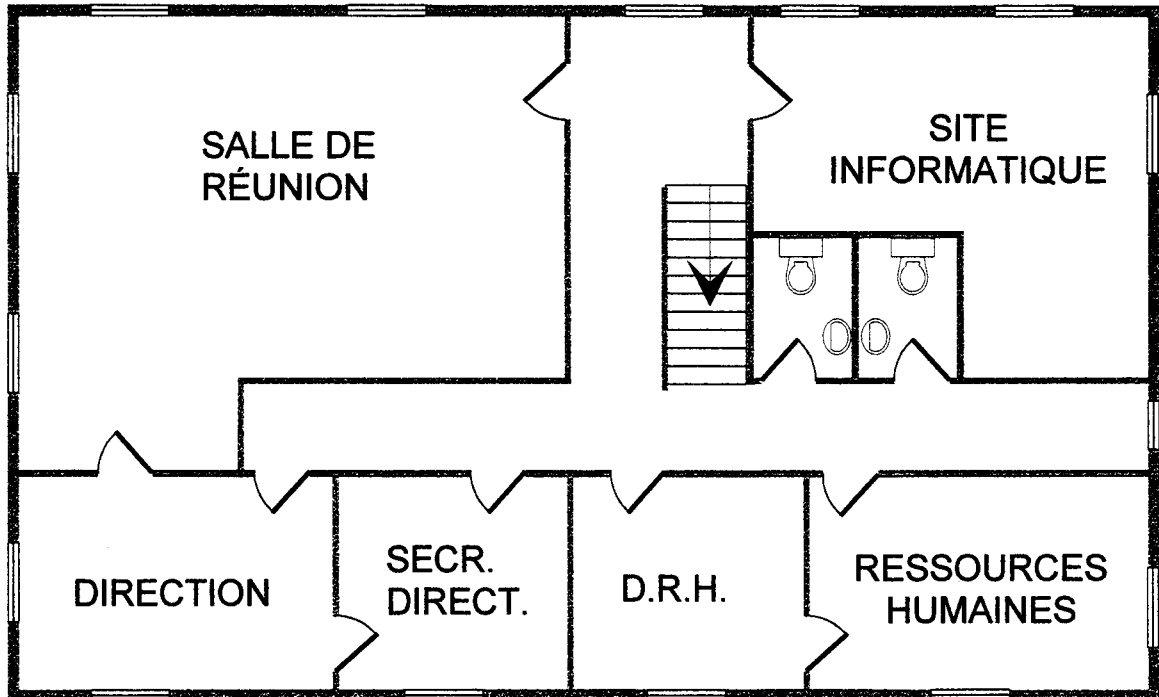 SALLE DE
RÉUNION
SITE
INFORMATIQUE
DIRECTION
SECR.
DIRECT.
D.R.H.
RESSOURCES
HUMAINES